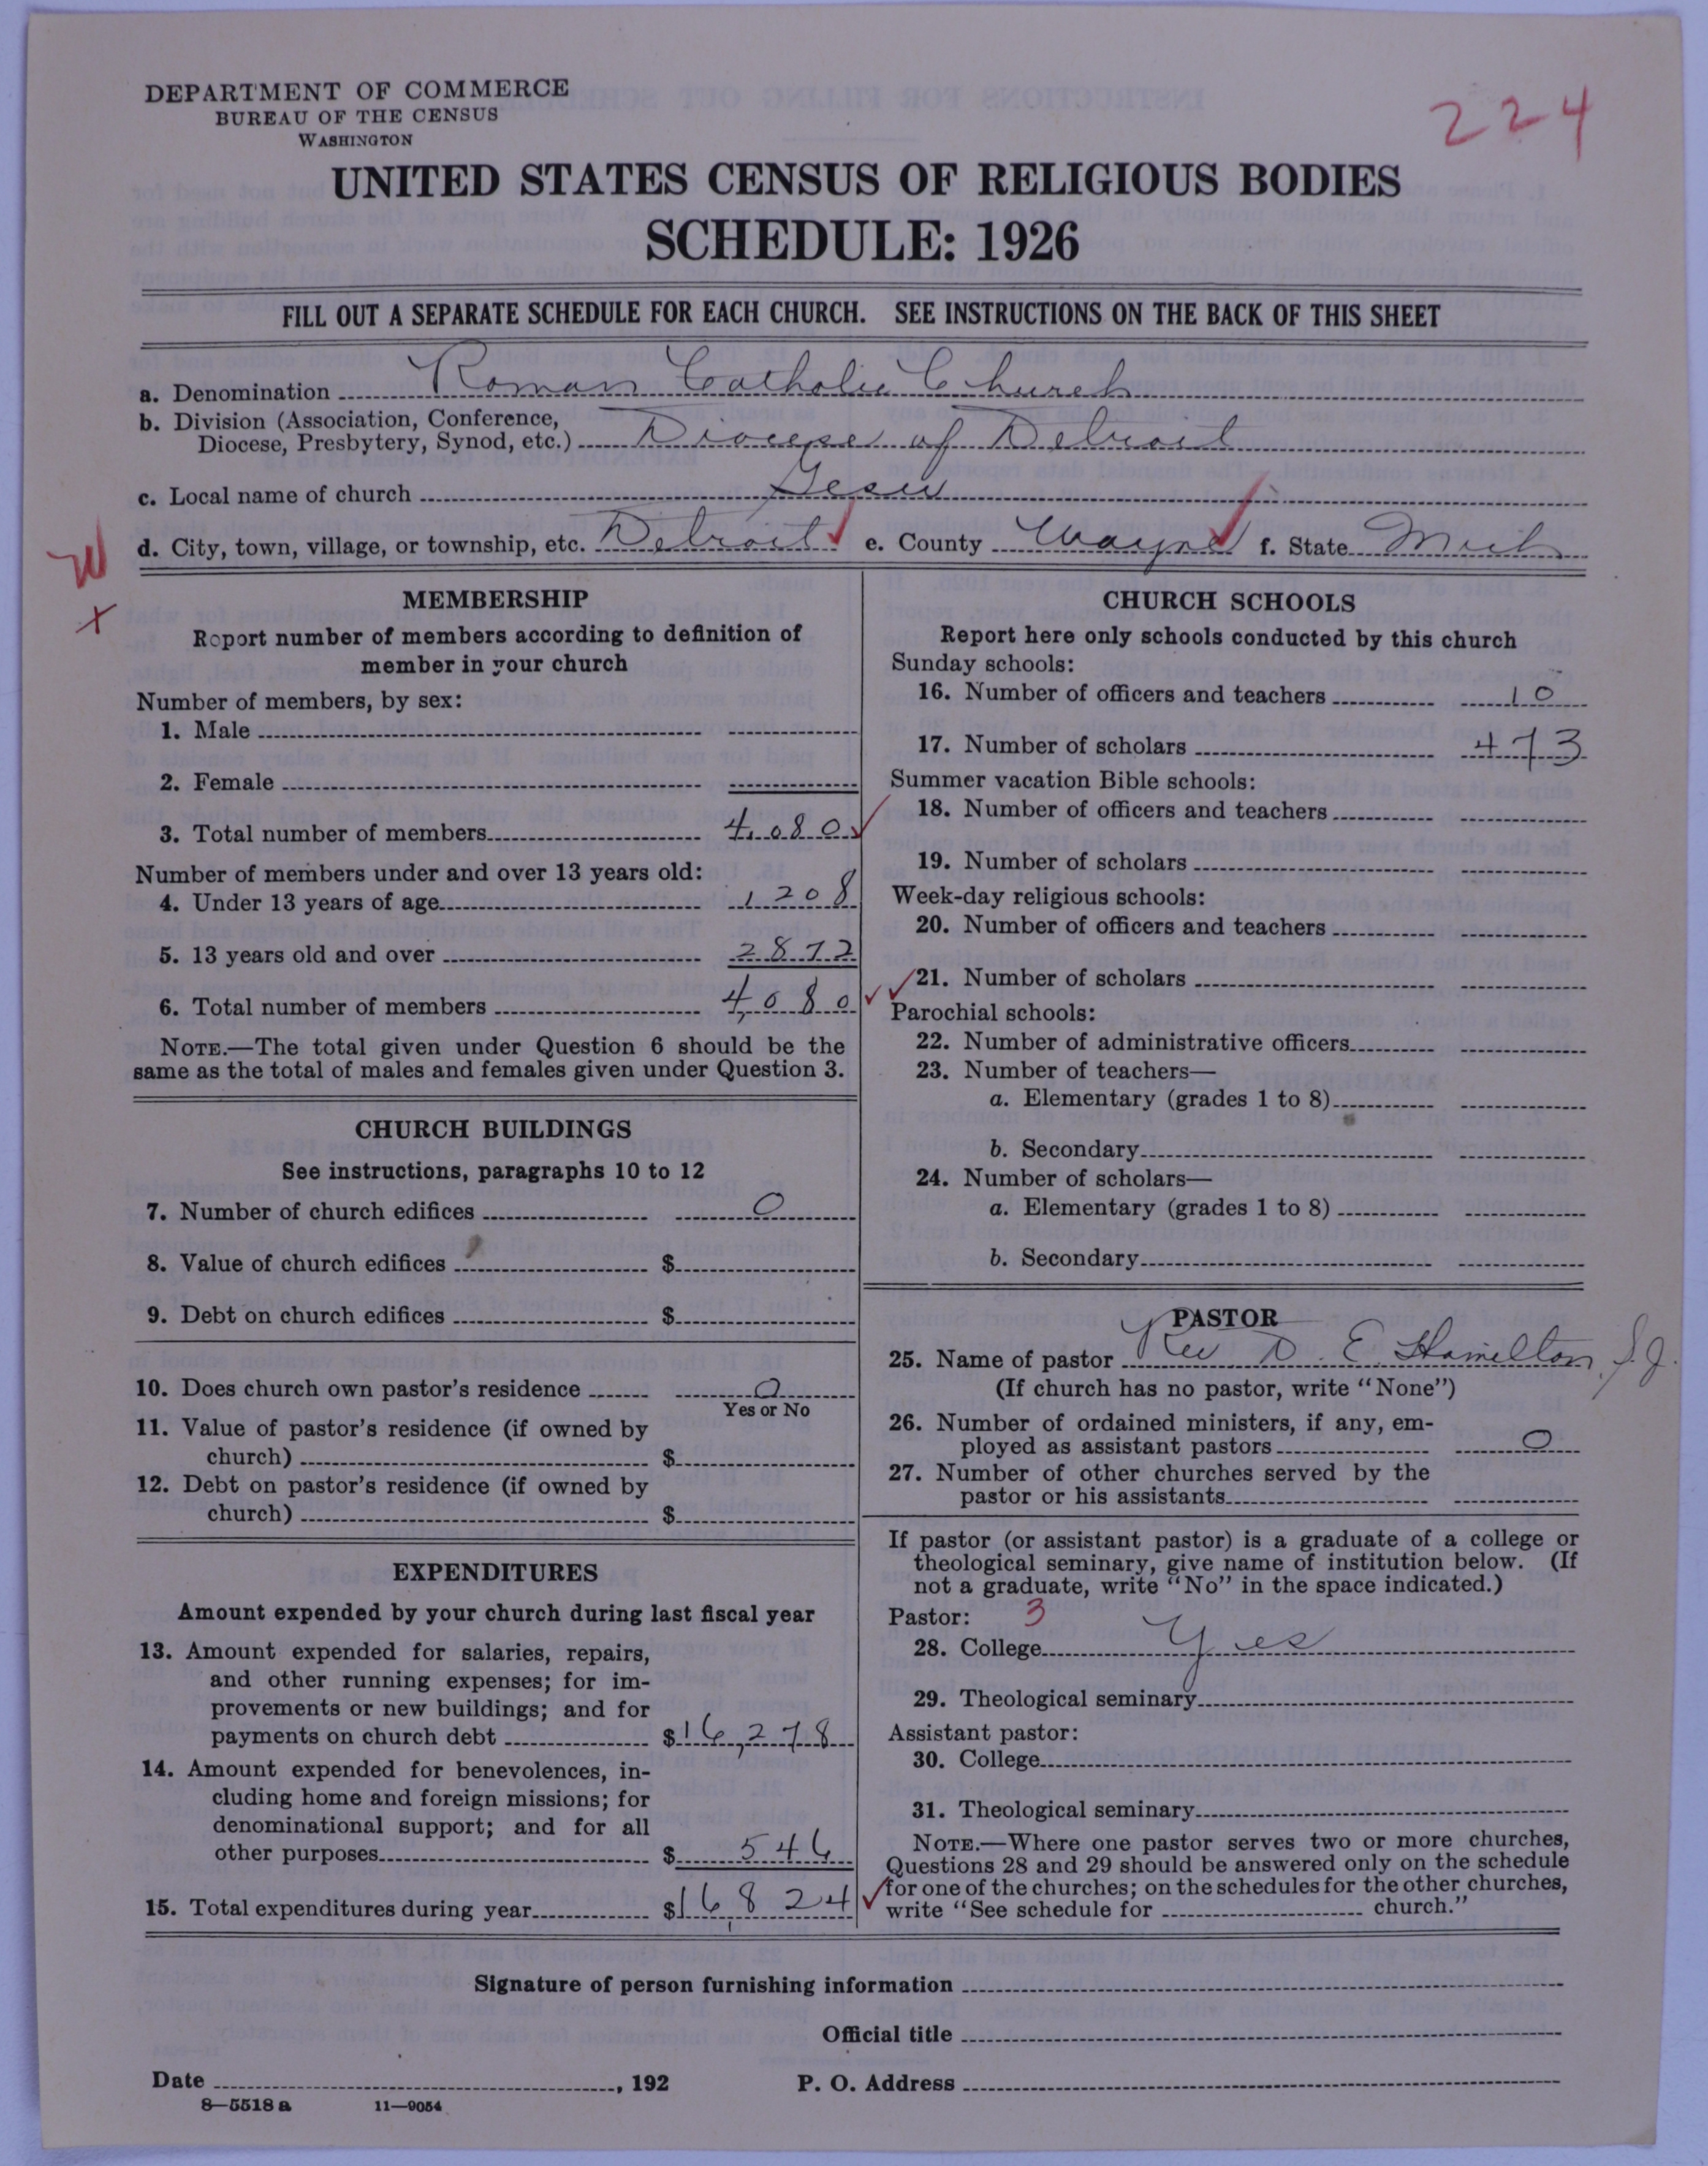 DEPARTMENT OF COMMERCE
BUREAU OF THE CENSUS
WASHINGTON
224
UNITED STATES CENSUS OF RELIGIOUS BODIES
SCHEDULE: 1926
FILL OUT A SEPARATE SCHEDULE FOR EACH CHURCH. SEE INSTRUCTIONS ON THE BACK OF THIS SHEET
a. Denomination Roman Catholic Church
b. Division (Association, Conference,
Diocese, Presbytery, Synod, etc.) Diocese of Detroit
c. Local name of church Gesu
d. City, town, village, or township, etc. Detroit ✓ e. County Wayne ✓ f. State Mich
x
MEMBERSHIP
Report number of members according to definition of
member in your church
Number of members, by sex:
1. Male
2. Female
3. Total number of members 4,080 ✓
Number of members under and over 13 years old:
4. Under 13 years of age 1208
5. 13 years old and over 2872
6. Total number of members 4,080 ✓
NOTE.—The total given under Question 6 should be the
same as the total of males and females given under Question 3.
CHURCH BUILDINGS
See instructions, paragraphs 10 to 12
7. Number of church edifices 0
8. Value of church edifices $
9. Debt on church edifices $
10. Does church own pastor's residence 0
Yes or No
11. Value of pastor's residence (if owned by
church) $
12. Debt on pastor's residence (if owned by
church) $
EXPENDITURES
Amount expended by your church during last fiscal year
13. Amount expended for salaries, repairs,
and other running expenses; for im-
provements or new buildings; and for
payments on church debt $16,278
14. Amount expended for benevolences, in-
cluding home and foreign missions; for
denominational support; and for all
other purposes $ 546
15. Total expenditures during year $16,824 ✓
CHURCH SCHOOLS
Report here only schools conducted by this church
Sunday schools:
16. Number of officers and teachers 10
17. Number of scholars 473
Summer vacation Bible schools:
18. Number of officers and teachers
19. Number of scholars
Week-day religious schools:
20. Number of officers and teachers
✓ 21. Number of scholars
Parochial schools:
22. Number of administrative officers
23. Number of teachers—
a. Elementary (grades 1 to 8)
b. Secondary
24. Number of scholars—
a. Elementary (grades 1 to 8)
b. Secondary
PASTOR
25. Name of pastor Rev D. E. Hamilton, S.J.
(If church has no pastor, write "None")
26. Number of ordained ministers, if any, em-
ployed as assistant pastors 0
27. Number of other churches served by the
pastor or his assistants
If pastor (or assistant pastor) is a graduate of a college or
theological seminary, give name of institution below. (If
not a graduate, write "No" in the space indicated.)
Pastor: 3
28. College Yes
29. Theological seminary
Assistant pastor:
30. College
31. Theological seminary
NOTE.—Where one pastor serves two or more churches,
Questions 28 and 29 should be answered only on the schedule
for one of the churches; on the schedules for the other churches,
write "See schedule for church."
Signature of person furnishing information
Official title
Date , 192 P. O. Address
8—5518 a 11—9054